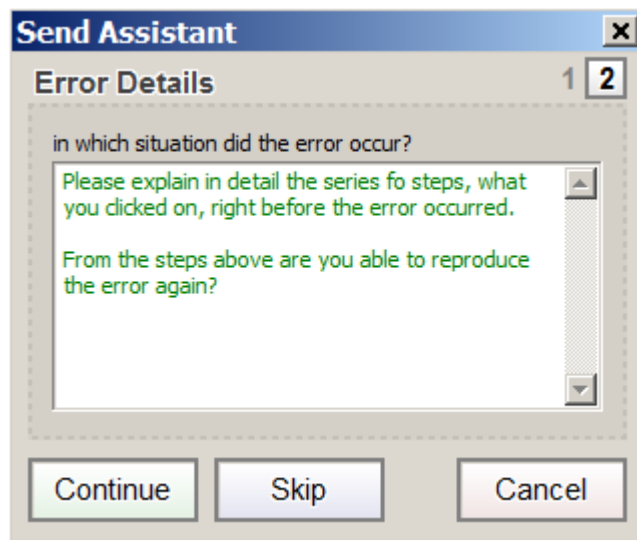 Send Assistant
Error Details
1 2
in which situation did the error occur?
Please explain in detail the series fo steps, what
you clicked on, right before the error occurred.
From the steps above are you able to reproduce
the error again?
Continue
Skip
Cancel